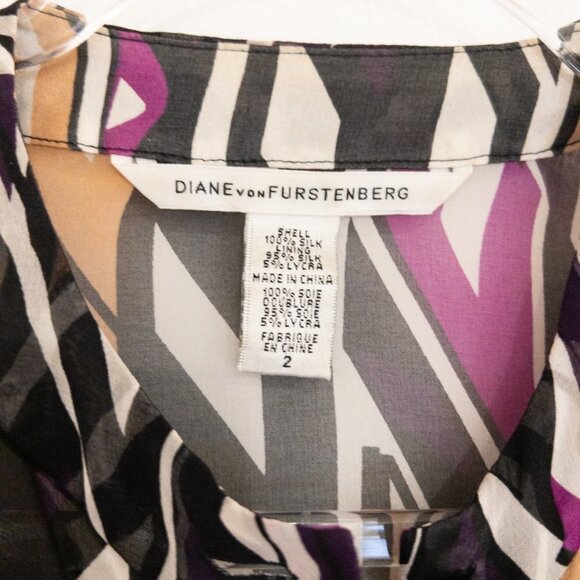 DIANE VON FURSTENBERG
SHELL
100% SILK
LINING
95% SILK
5% LYCRA
MADE IN CHINA
100% SOIE
DOUBLURE
95% SOIE
5% LYCRA
FABRIQUE
EN CHINE
2